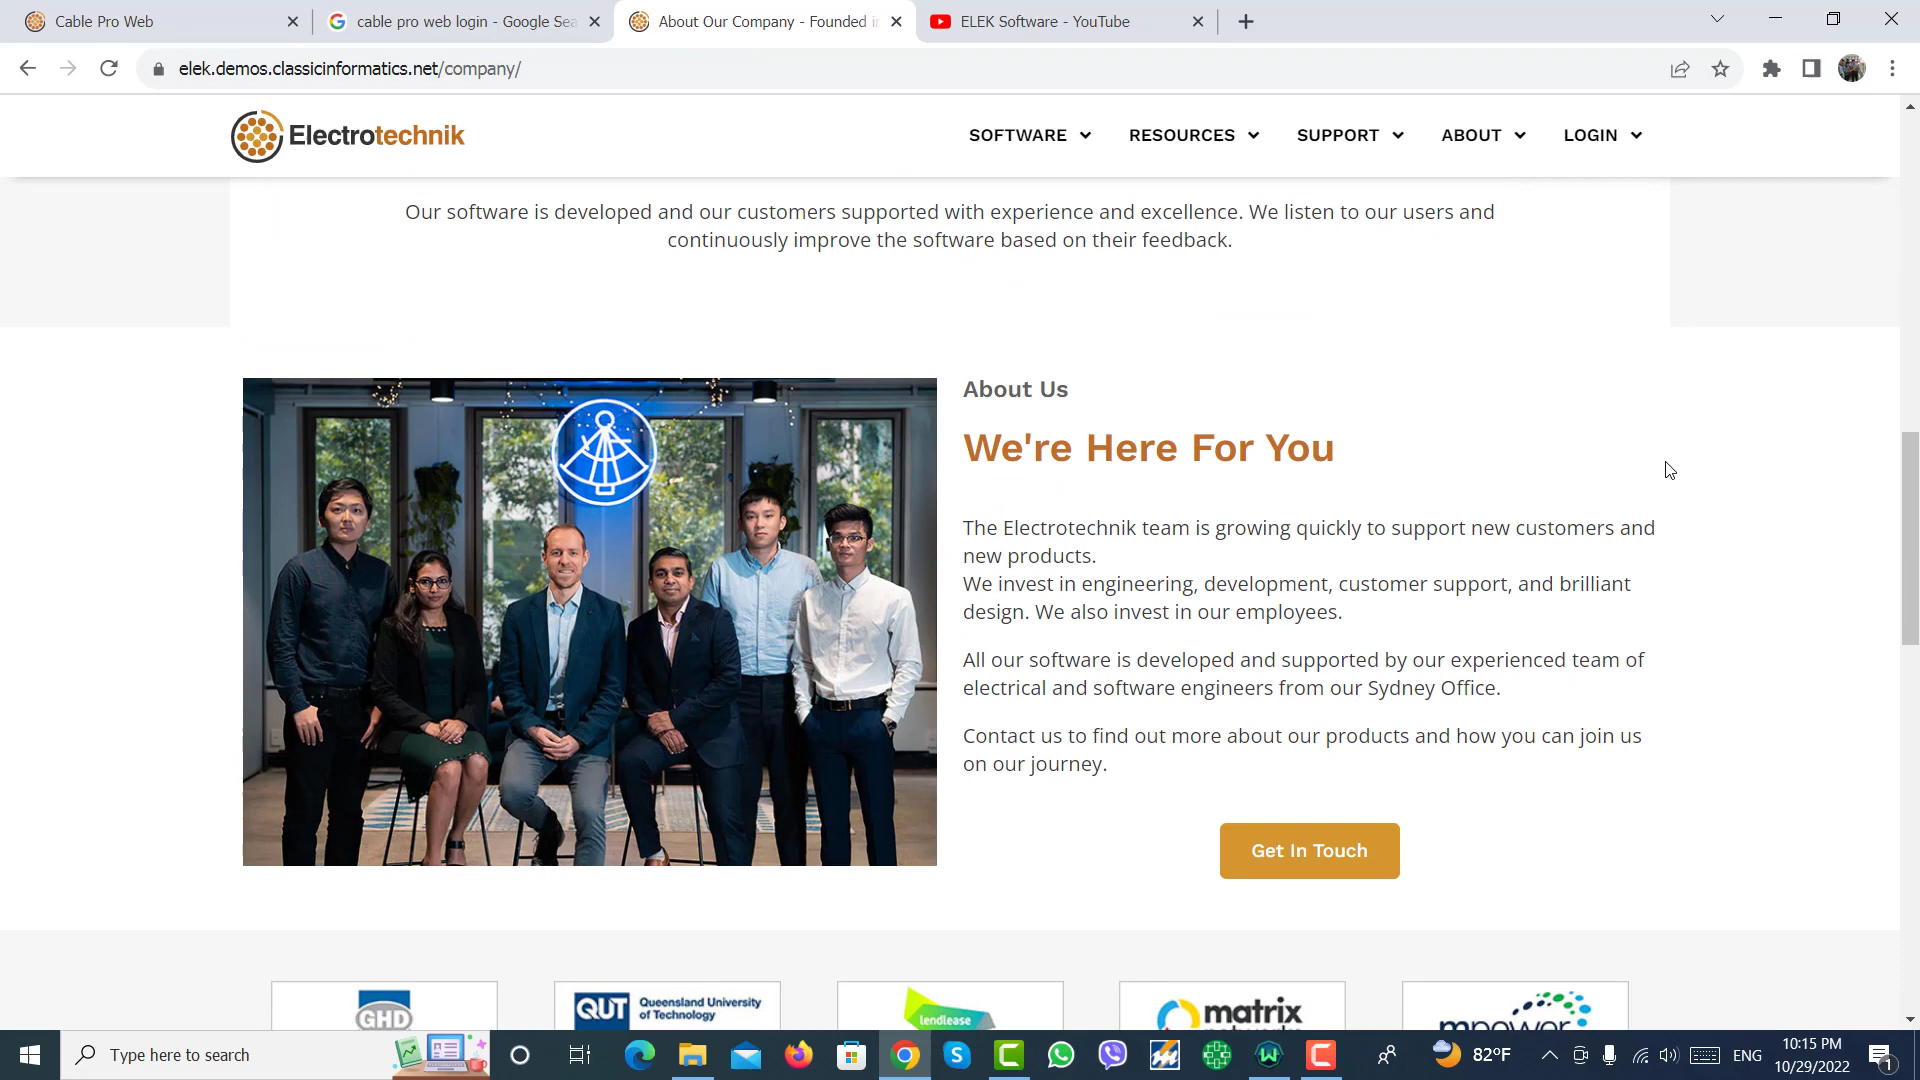 Cable Pro Web
cable pro web login - Google Sea
About Our Company - Founded i
ELEK Software - YouTube
elek.demos.classicinformatics.net/company/
Electrotechnik
SOFTWARE
RESOURCES
SUPPORT
ABOUT
LOGIN
Our software is developed and our customers supported with experience and excellence. We listen to our users and
continuously improve the software based on their feedback.
About Us
We're Here For You
The Electrotechnik team is growing quickly to support new customers and
new products.
We invest in engineering, development, customer support, and brilliant
design. We also invest in our employees.
All our software is developed and supported by our experienced team of
electrical and software engineers from our Sydney Office.
Contact us to find out more about our products and how you can join us
on our journey.
Get In Touch
GHD
QUT
Queensland University
of Technology
lendlease
matrix
mpower
Type here to search
82°F
ENG
10:15 PM
10/29/2022
1